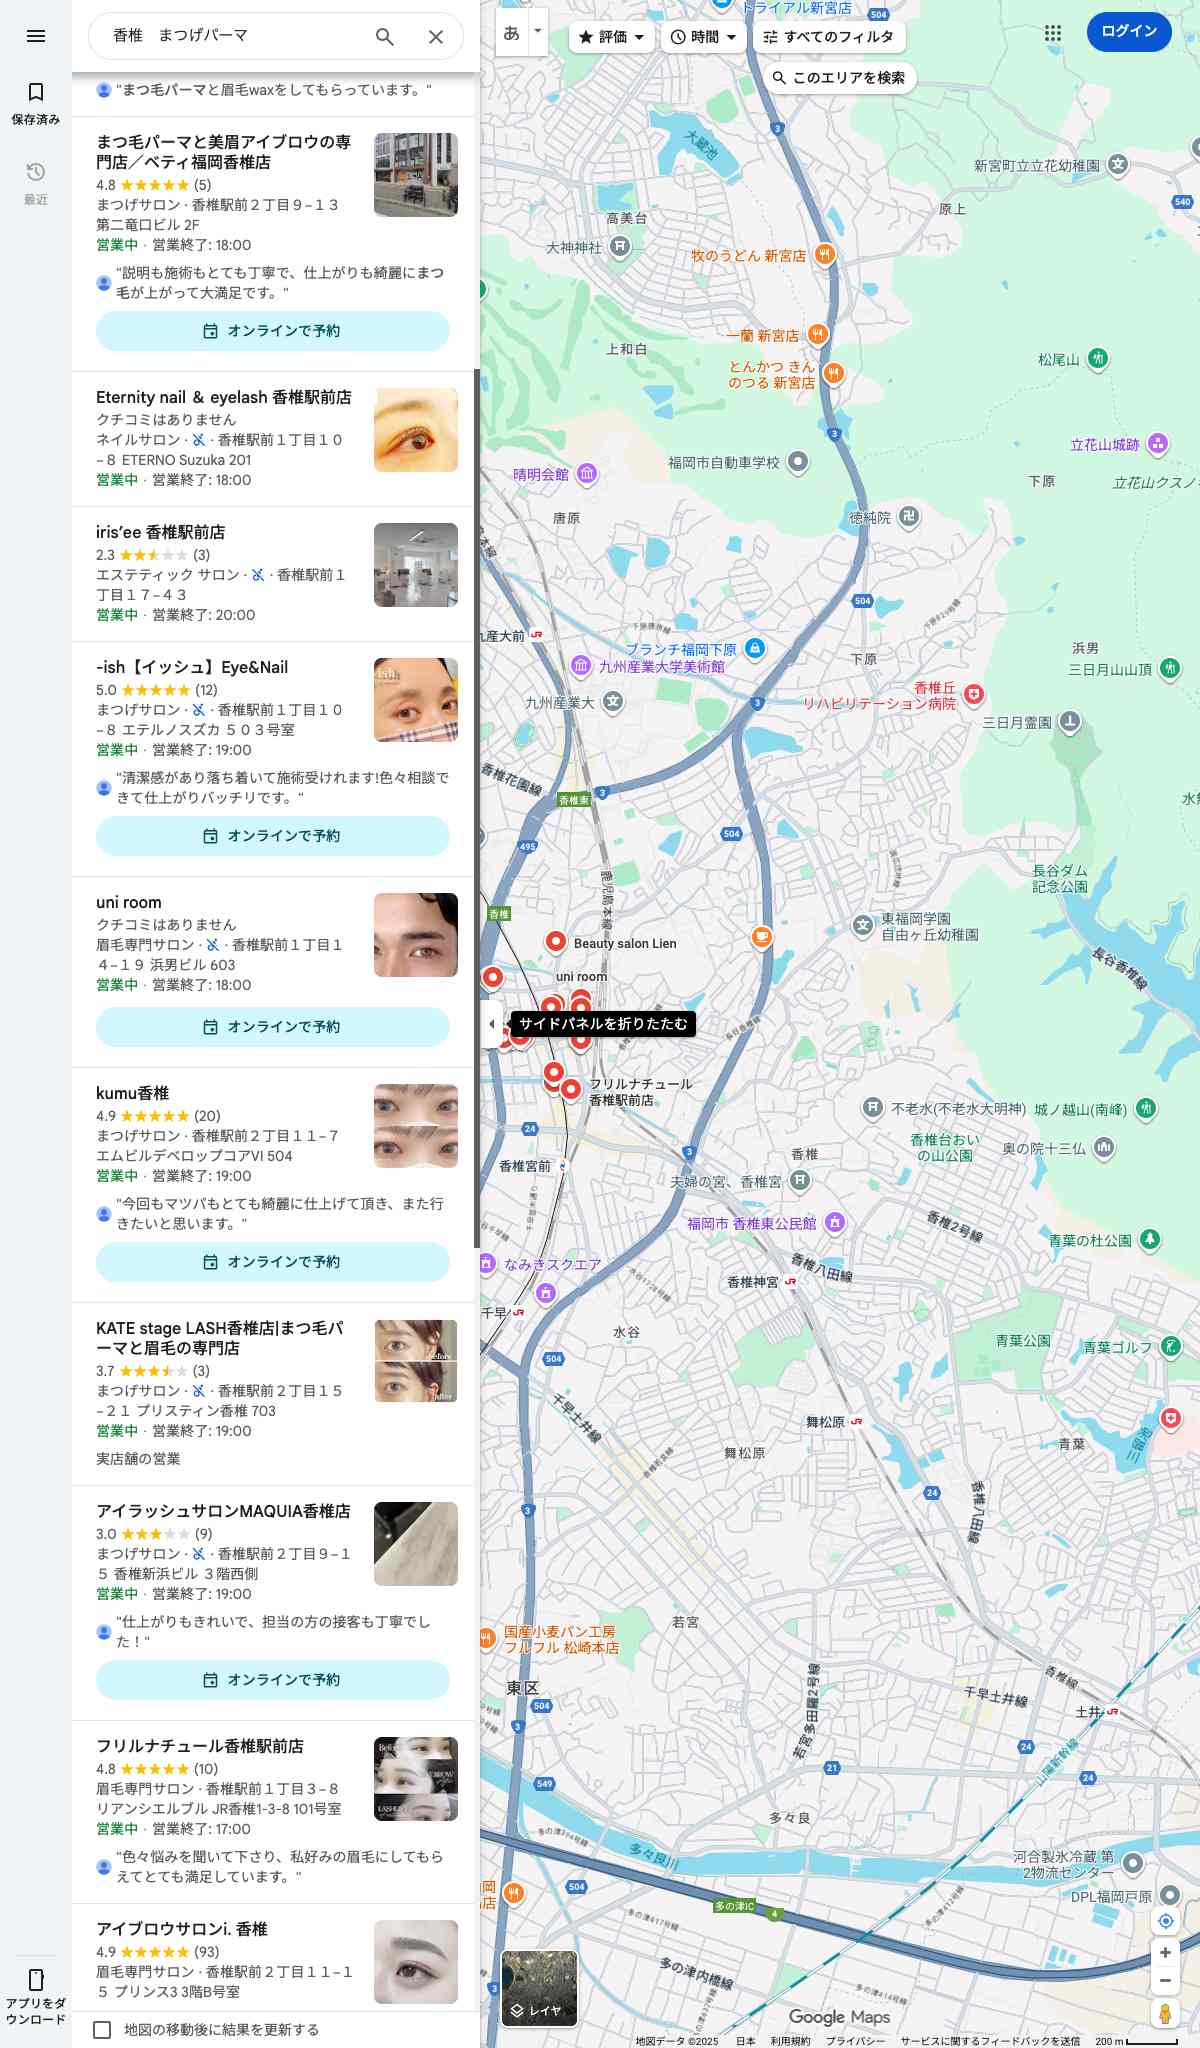 香椎　まつげパーマ
保存済み
最近
"まつ毛パーマと眉毛waxをしてもらっています。"
まつ毛パーマと美眉アイブロウの専
門店／ベティ福岡香椎店
4.8 ★★★★★ (5)
まつげサロン · 香椎駅前２丁目９−１３
第二竜口ビル 2F
営業中 · 営業終了: 18:00
"説明も施術もとても丁寧で、仕上がりも綺麗にまつ
毛が上がって大満足です。"
オンラインで予約
Eternity nail ＆ eyelash 香椎駅前店
クチコミはありません
ネイルサロン · 香椎駅前１丁目１０
−８ ETERNO Suzuka 201
営業中 · 営業終了: 18:00
iris'ee 香椎駅前店
2.3 (3)
エステティック サロン · 香椎駅前１
丁目１７−４３
営業中 · 営業終了: 20:00
-ish【イッシュ】Eye&Nail
5.0 ★★★★★ (12)
まつげサロン · 香椎駅前１丁目１０
−８ エテルノスズカ ５０３号室
営業中 · 営業終了: 19:00
"清潔感があり落ち着いて施術受けれます!色々相談で
きて仕上がりバッチリです。"
オンラインで予約
uni room
クチコミはありません
眉毛専門サロン · 香椎駅前１丁目１
４−１９ 浜男ビル 603
営業中 · 営業終了: 18:00
オンラインで予約
kumu香椎
4.9 ★★★★★ (20)
まつげサロン · 香椎駅前２丁目１１−７
エムビルデベロップコアVI 504
営業中 · 営業終了: 19:00
"今回もマツパもとても綺麗に仕上げて頂き、また行
きたいと思います。"
オンラインで予約
KATE stage LASH香椎店|まつ毛パ
ーマと眉毛の専門店
3.7 (3)
まつげサロン · 香椎駅前２丁目１５
−２１ プリスティン香椎 703
営業中 · 営業終了: 19:00
実店舗の営業
before
after
アイラッシュサロンMAQUIA香椎店
3.0 (9)
まつげサロン · 香椎駅前２丁目９−１
５ 香椎新浜ビル ３階西側
営業中 · 営業終了: 19:00
"仕上がりもきれいで、担当の方の接客も丁寧でし
た！"
オンラインで予約
フリルナチュール香椎駅前店
4.8 ★★★★★ (10)
眉毛専門サロン · 香椎駅前１丁目３−８
リアンシエルブル JR香椎1-3-8 101号室
営業中 · 営業終了: 17:00
"色々悩みを聞いて下さり、私好みの眉毛にしてもら
えてとても満足しています。"
アイブロウサロンi. 香椎
4.9 ★★★★★ (93)
眉毛専門サロン · 香椎駅前２丁目１１−１
５ プリンス3 3階B号室
地図の移動後に結果を更新する
アプリをダ
ウンロード
あ
評価
時間
すべてのフィルタ
ログイン
このエリアを検索
トライアル新宮店
504
3
大蔵池
新宮町立立花幼稚園
540
原上
高美台
大神神社
牧のうどん 新宮店
一蘭 新宮店
上和白
とんかつ きん
のつる 新宮店
松尾山
3
立花山城跡
福岡市自動車学校
晴明会館
下原
立花山クスノキ
唐原
徳純院
504
九産大前
JR
ブランチ福岡下原
九州産業大学美術館
下原
浜男
三日月山山頂
九州産業大
香椎丘
リハビリテーション病院
3
三日月霊園
香椎花園線
香椎東
3
504
495
長谷ダム
記念公園
鹿児島本線
香椎
東福岡学園
自由ヶ丘幼稚園
Beauty salon Lien
長谷香椎線
uni room
サイドパネルを折りたたむ
長谷香椎線
フリルナチュール
香椎駅前店
不老水(不老水大明神)
城ノ越山(南峰)
24
香椎台おい
の山公園
奥の院十三仏
香椎宮前
3
香椎
夫婦の宮、香椎宮
福岡市 香椎東公民館
香椎2号線
青葉の杜公園
なみきスクエア
香椎神宮
JR
香椎八田線
千早
JR
水谷
青葉公園
青葉ゴルフ
504
千早土井線
舞松原
JR
舞松原
青葉
香椎八田線
24
3
若宮
国産小麦パン工房
フルフル 松崎本店
東区
504
3
若宮多田羅2号線
香椎線
千早土井線
土井
JR
24
21
24
山陽新幹線
549
多々良
多々良川
河合製氷冷蔵 第
2物流センター
504
DPL福岡戸原
多の津IC
4
多の津内橋線
3
レイヤ
Google Maps
地図データ ©2025
日本
利用規約
プライバシー
サービスに関するフィードバックを送信
200 m